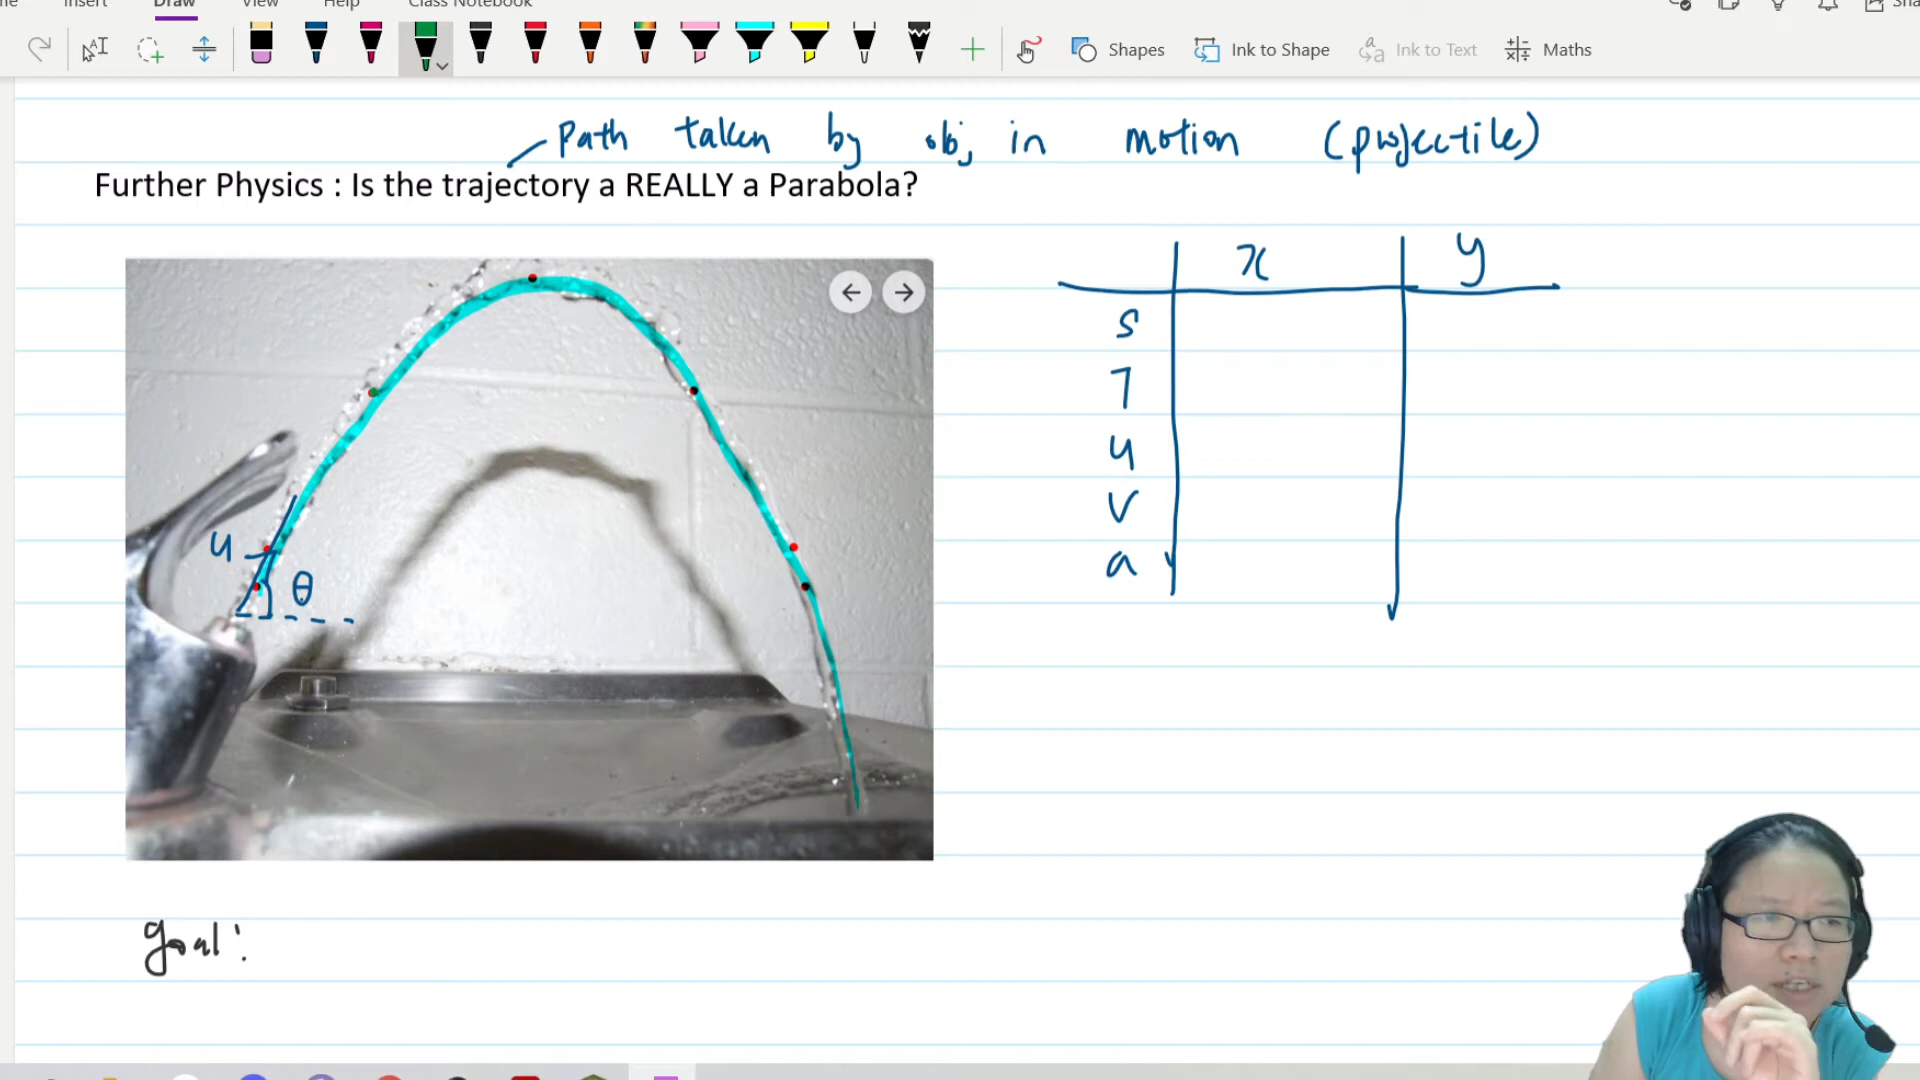 Insert Draw View Help Class Notebook
Shapes Ink to Shape Ink to Text Maths
Path taken by obj in motion (projectile)
Further Physics : Is the trajectory a REALLY a Parabola?
x y
s
T
u
v
a
u
θ
Goal: